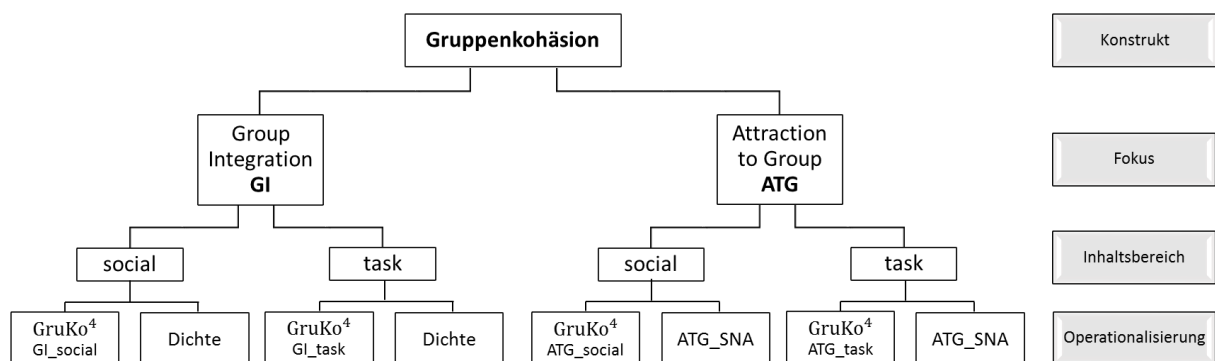 Gruppenkohäsion
Konstrukt
Group
Integration
GI
Attraction
to Group
ATG
Fokus
social
task
social
task
Inhaltsbereich
GruKo⁴
GI_social
Dichte
GruKo⁴
GI_task
Dichte
GruKo⁴
ATG_social
ATG_SNA
GruKo⁴
ATG_task
ATG_SNA
Operationalisierung